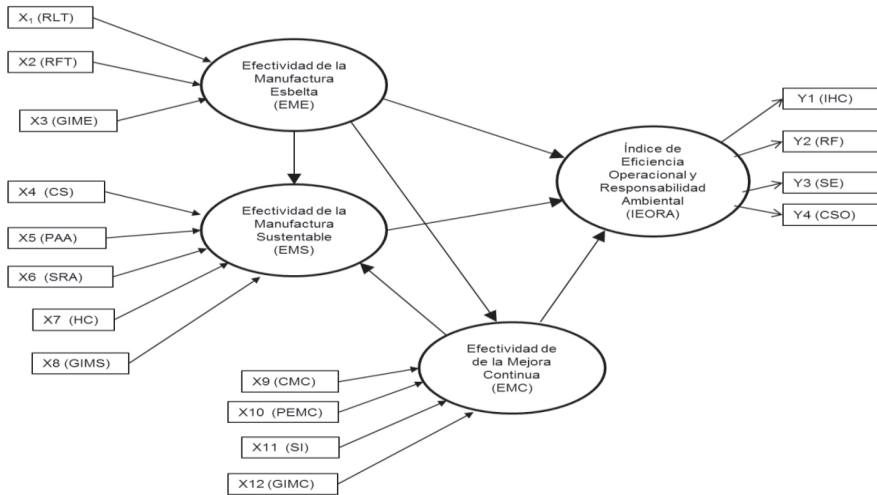 X₁ (RLT)
X2 (RFT)
X3 (GIME)
Efectividad de la
Manufactura
Esbelta
(EME)
X4 (CS)
X5 (PAA)
X6 (SRA)
X7 (HC)
X8 (GIMS)
Efectividad de la
Manufactura
Sustentable
(EMS)
X9 (CMC)
X10 (PEMC)
X11 (SI)
X12 (GIMC)
Efectividad de
de la Mejora
Continua
(EMC)
Índice de
Eficiencia
Operacional y
Responsabilidad
Ambiental
(IEORA)
Y1 (IHC)
Y2 (RF)
Y3 (SE)
Y4 (CSO)